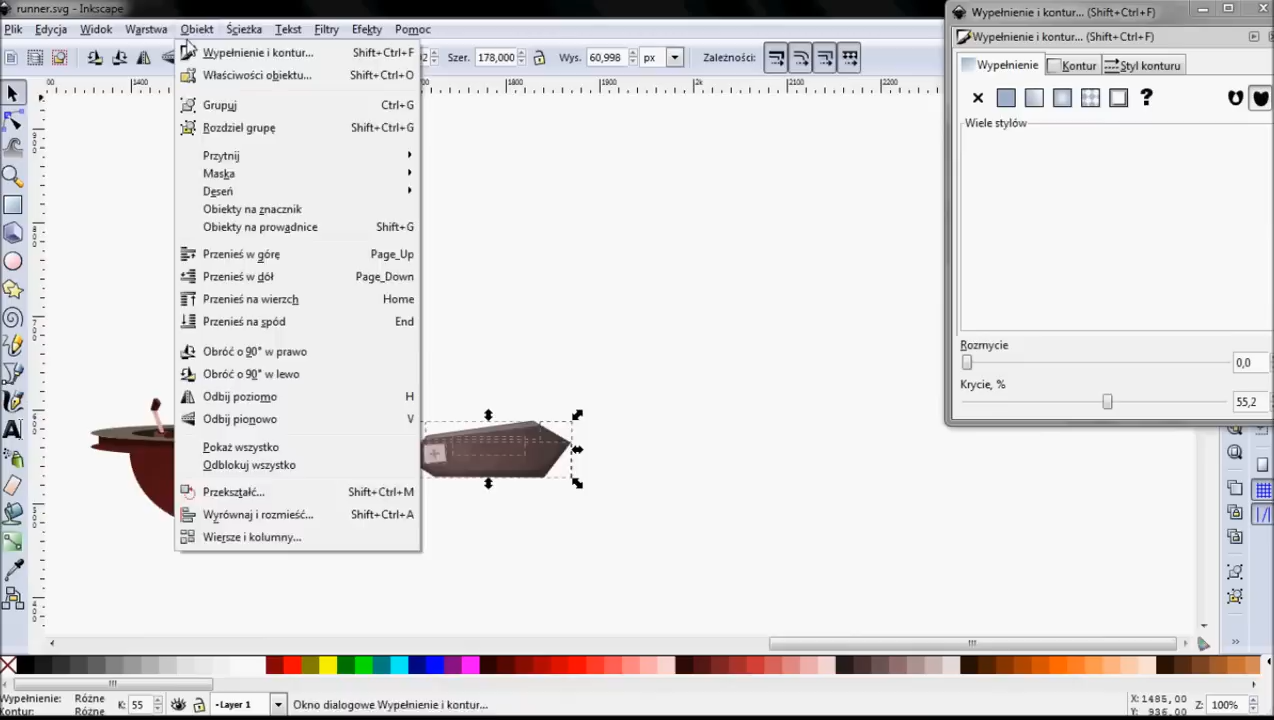 runner.svg - Inkscape
Plik Edycja Widok Warstwa Obiekt Ścieżka Tekst Filtry Efekty Pomoc
Szer. 178,000 Wys. 60,998 px Zależności:
1400 1800 2k 2100 2200
Wypełnienie i kontur... Shift+Ctrl+F
Właściwości obiektu... Shift+Ctrl+O
Grupuj Ctrl+G
Rozdziel grupę Shift+Ctrl+G
Przytnij
Maska
Deseń
Obiekty na znacznik
Obiekty na prowadnice Shift+G
Przenieś w górę Page_Up
Przenieś w dół Page_Down
Przenieś na wierzch Home
Przenieś na spód End
Obróć o 90° w prawo
Obróć o 90° w lewo
Odbij poziomo H
Odbij pionowo V
Pokaż wszystko
Odblokuj wszystko
Przekształć... Shift+Ctrl+M
Wyrównaj i rozmieść... Shift+Ctrl+A
Wiersze i kolumny...
Wypełnienie i kontur... (Shift+Ctrl+F)
Wypełnienie i kontur... (Shift+Ctrl+F)
Wypełnienie Kontur Styl konturu
Wiele stylów
Rozmycie
0,0
Krycie, %
55,2
Wypełnienie: Różne
Kontur: Różne
K: 55
Layer 1
Okno dialogowe Wypełnienie i kontur...
X:1485,00
Y: 936,00
Z: 100%